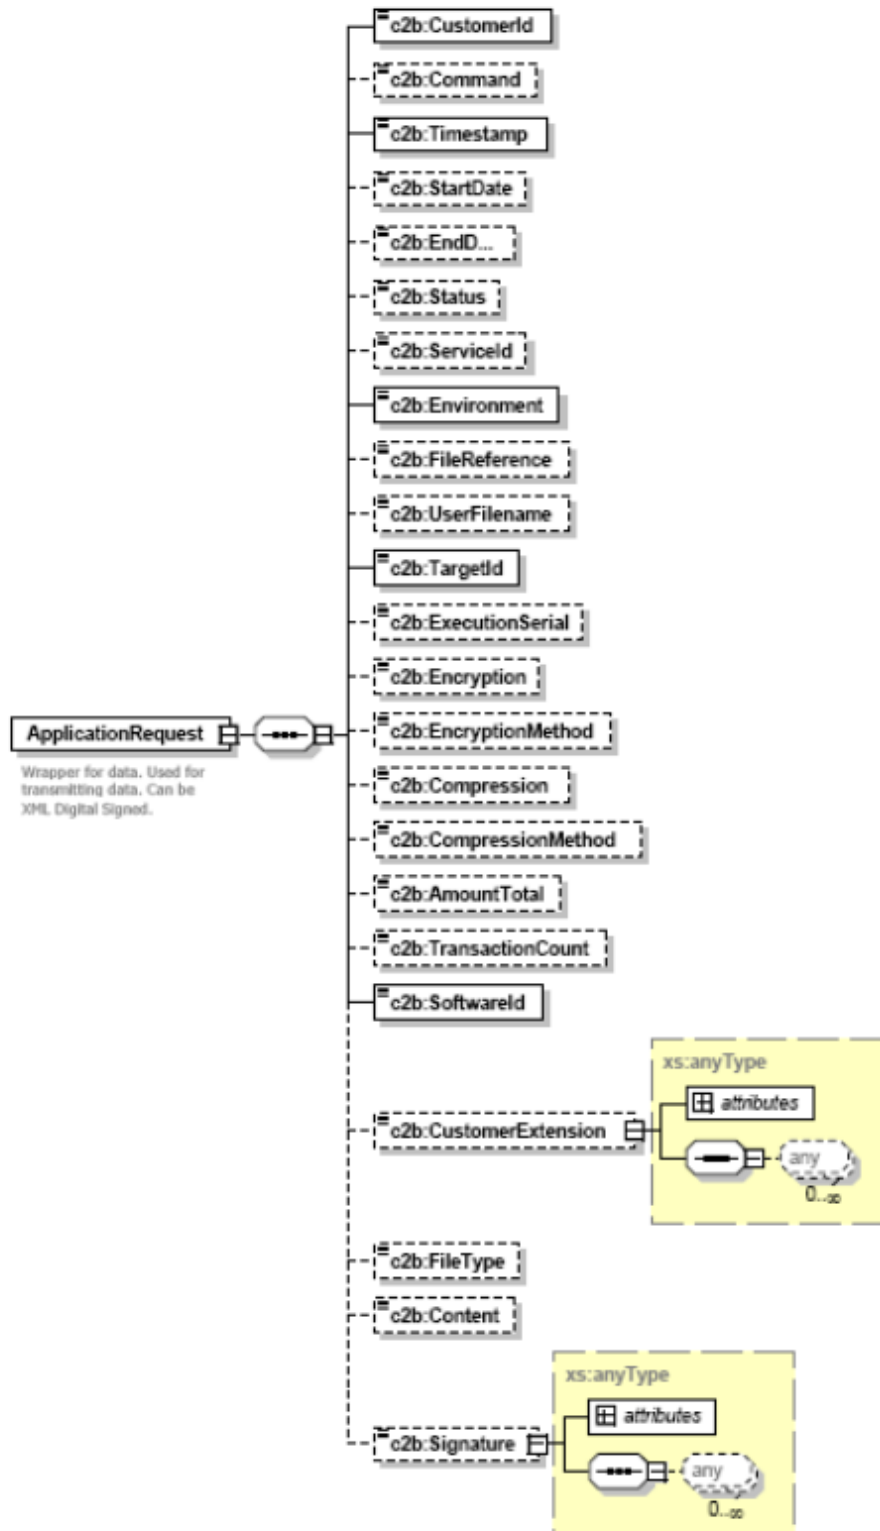 c2b:CustomerId
c2b:Command
c2b:Timestamp
c2b:StartDate
c2b:EndD...
c2b:Status
c2b:ServiceId
c2b:Environment
c2b:FileReference
c2b:UserFilename
c2b:TargetId
c2b:ExecutionSerial
c2b:Encryption
ApplicationRequest
Wrapper for data. Used for
transmitting data. Can be
XML Digital Signed.
c2b:EncryptionMethod
c2b:Compression
c2b:CompressionMethod
c2b:AmountTotal
c2b:TransactionCount
c2b:SoftwareId
xs:anyType
attributes
c2b:CustomerExtension
any
0..∞
c2b:FileType
c2b:Content
xs:anyType
attributes
c2b:Signature
any
0..∞